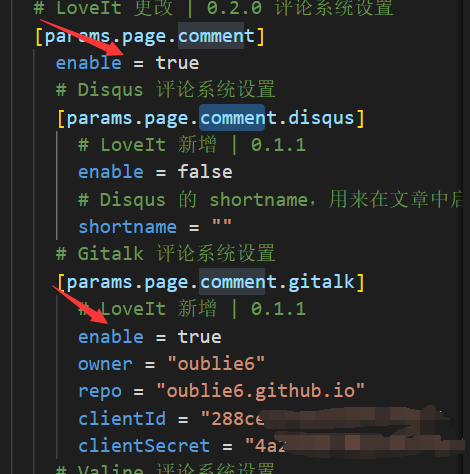 # LoveIt 更改 | 0.2.0 评论系统设置
[params.page.comment]
enable = true
# Disqus 评论系统设置
[params.page.comment.disqus]
# LoveIt 新增 | 0.1.1
enable = false
# Disqus 的 shortname，用来在文章中启
shortname = ""
# Gitalk 评论系统设置
[params.page.comment.gitalk]
# LoveIt 新增 | 0.1.1
enable = true
owner = "oublie6"
repo = "oublie6.github.io"
clientId = "288ce
clientSecret = "4a
# Valine 评论系统设置